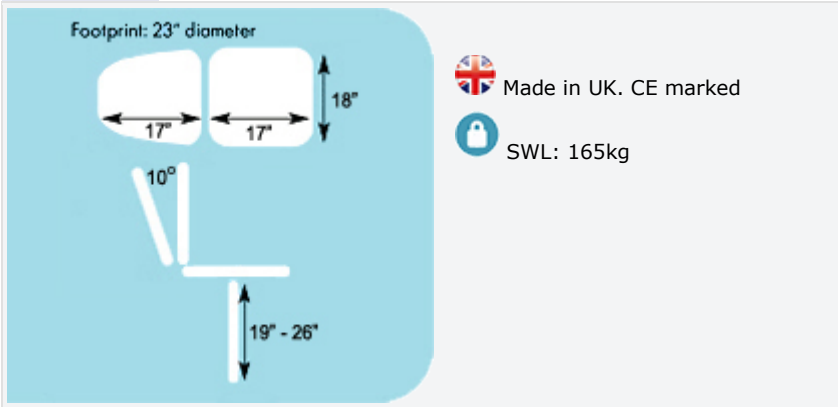 Footprint: 23" diameter
18"
17"
17"
10°
19" - 26"
Made in UK. CE marked
SWL: 165kg